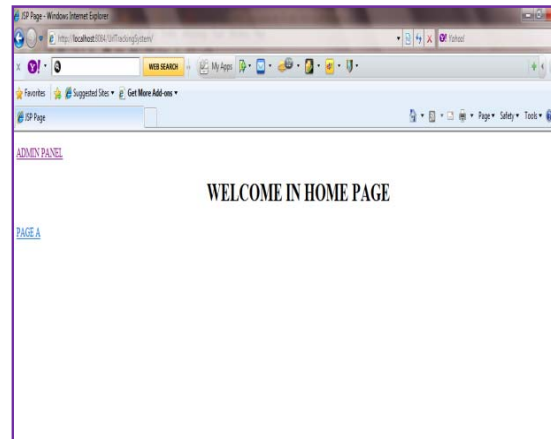 JSP Page - Windows Internet Explorer
http://localhost:8084/UrlTrackingSystem/
Yahoo!
WEB SEARCH
My Apps
Favorites
Suggested Sites
Get More Add-ons
JSP Page
Page
Safety
Tools
ADMIN PANEL
WELCOME IN HOME PAGE
PAGE A